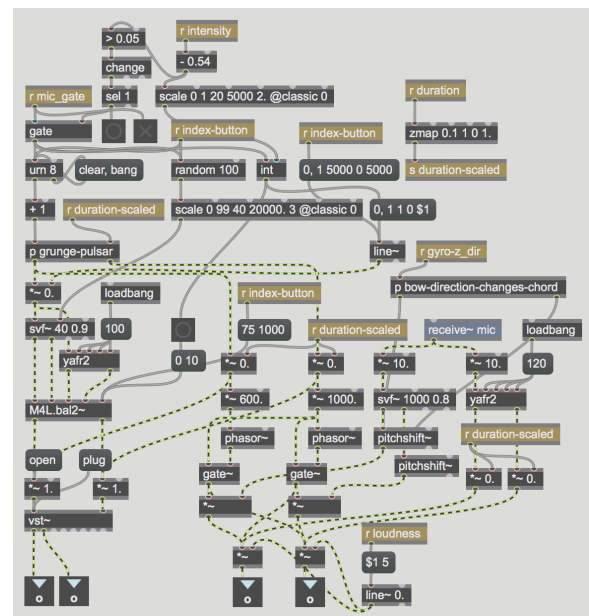 > 0.05
r intensity
change
- 0.54
r mic_gate
sel 1
scale 0 1 20 5000 2. @classic 0
r duration
gate
r index-button
r index-button
zmap 0.1 1 0 1.
urn 8
clear, bang
random 100
int
0, 1 5000 0 5000
s duration-scaled
+ 1
r duration-scaled
scale 0 99 40 20000. 3 @classic 0
0, 1 1 0 $1
p grunge-pulsar
line~
r gyro-z_dir
*~ 0.
loadbang
r index-button
p bow-direction-changes-chord
svf~ 40 0.9
100
75 1000
r duration-scaled
receive~ mic
loadbang
yafr2
0 10
*~ 0.
*~ 0.
*~ 10.
*~ 10.
120
M4L.bal2~
*~ 600.
*~ 1000.
svf~ 1000 0.8
yafr2
open
plug
phasor~
phasor~
pitchshift~
r duration-scaled
*~ 1.
*~ 1.
gate~
gate~
pitchshift~
*~ 0.
*~ 0.
vst~
*~
*~
r loudness
*~
*~
$1 5
line~ 0.
o
o
o
o